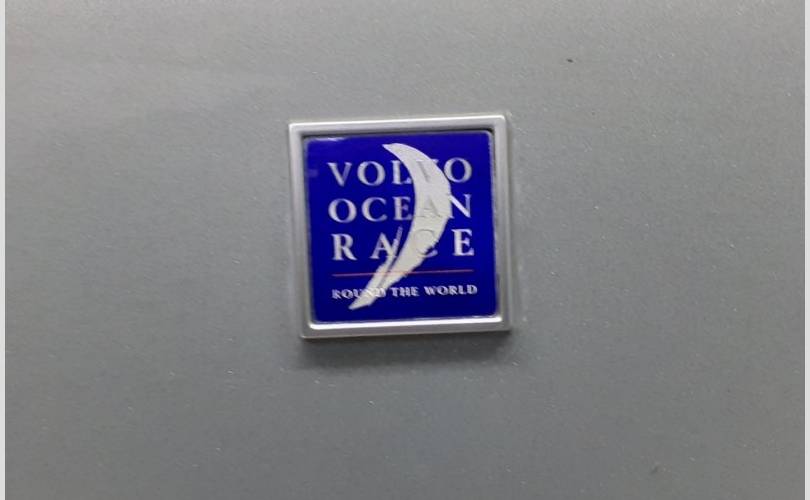 VOLVO
OCEAN
RACE
ROUND THE WORLD